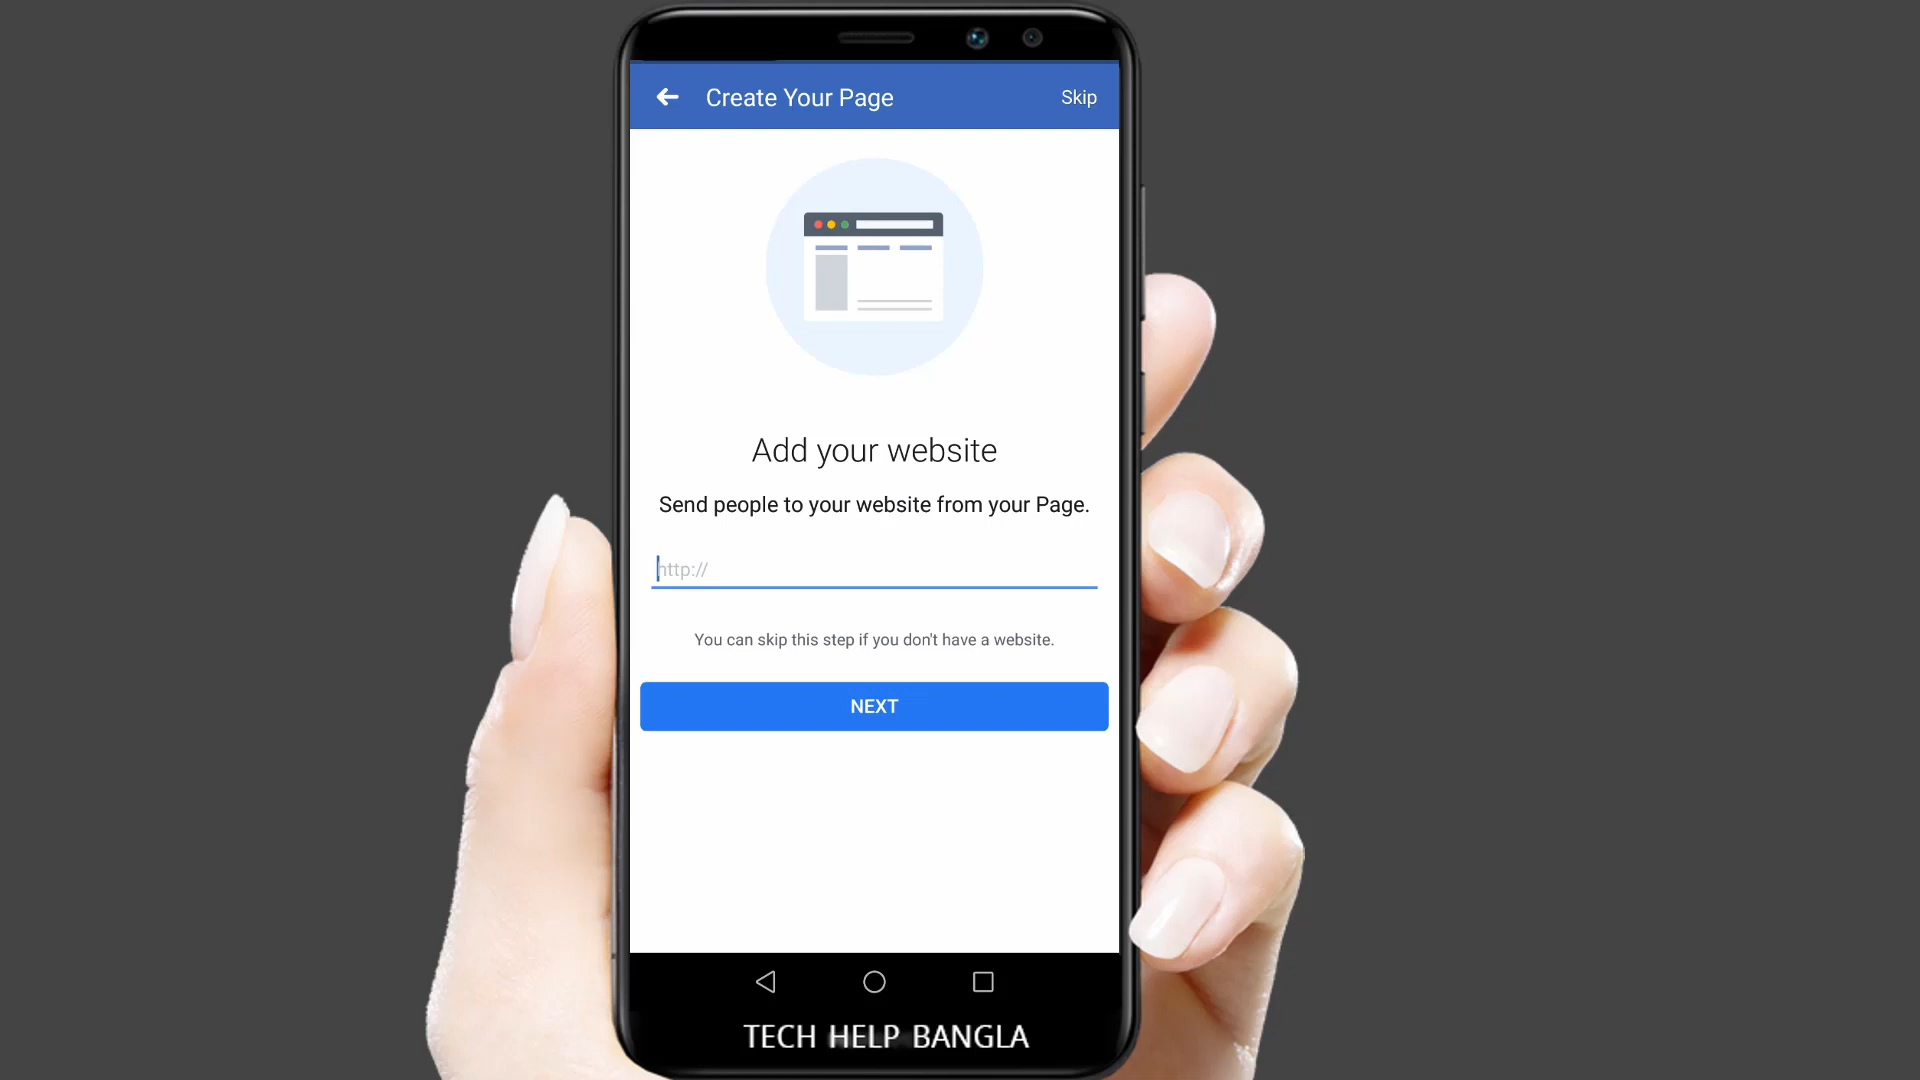 Create Your Page
Skip
Add your website
Send people to your website from your Page.
http://
You can skip this step if you don't have a website.
NEXT
TECH HELP BANGLA